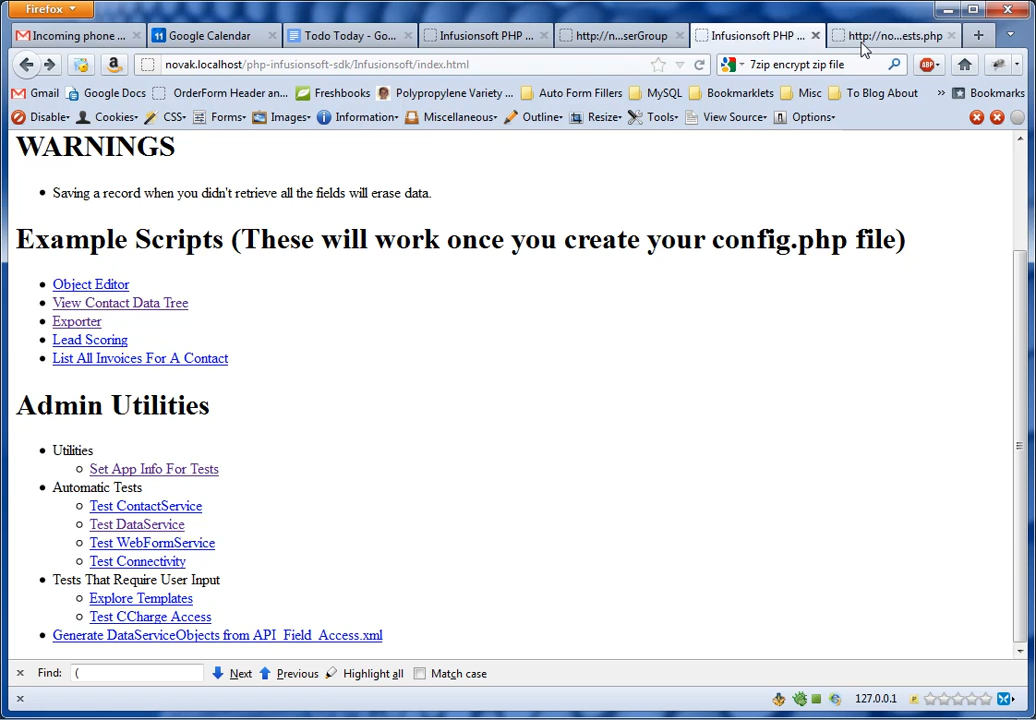 Firefox
Incoming phone ...
Google Calendar
Todo Today - Go...
Infusionsoft PHP ...
http://n...serGroup
Infusionsoft PHP ...
http://no...ests.php
novak.localhost/php-infusionsoft-sdk/Infusionsoft/index.html
7zip encrypt zip file
Gmail
Google Docs
OrderForm Header an...
Freshbooks
Polypropylene Variety ...
Auto Form Fillers
MySQL
Bookmarklets
Misc
To Blog About
Bookmarks
Disable
Cookies
CSS
Forms
Images
Information
Miscellaneous
Outline
Resize
Tools
View Source
Options
WARNINGS
Saving a record when you didn't retrieve all the fields will erase data.
Example Scripts (These will work once you create your config.php file)
Object Editor
View Contact Data Tree
Exporter
Lead Scoring
List All Invoices For A Contact
Admin Utilities
Utilities
Set App Info For Tests
Automatic Tests
Test ContactService
Test DataService
Test WebFormService
Test Connectivity
Tests That Require User Input
Explore Templates
Test CCharge Access
Generate DataServiceObjects from API_Field_Access.xml
Find: (
Next
Previous
Highlight all
Match case
127.0.0.1